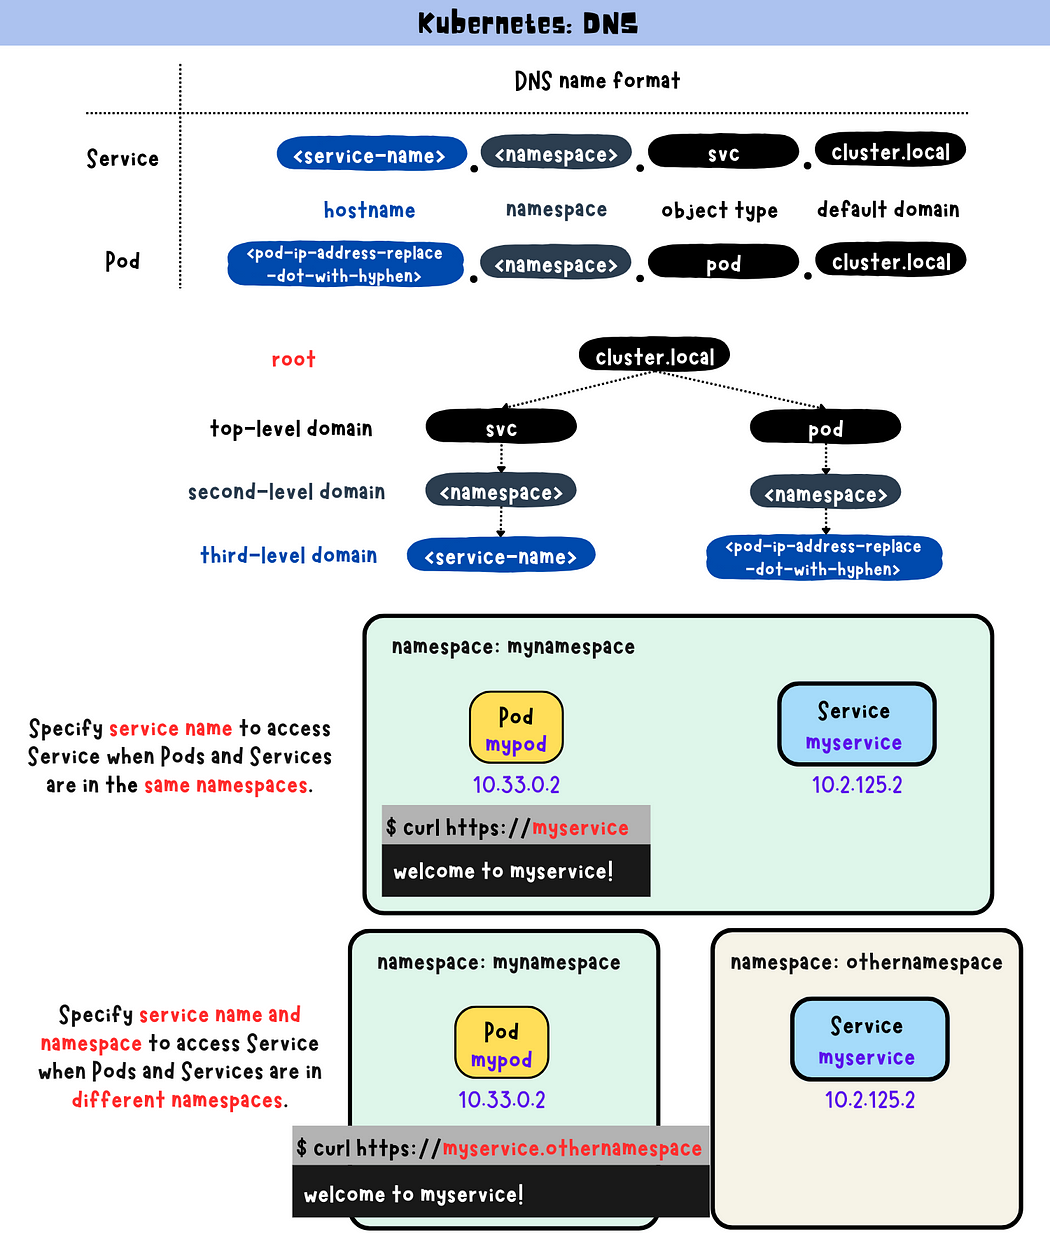 Kubernetes: DNS
DNS name format
Service
<service-name> . <namespace> . svc . cluster.local
hostname namespace object type default domain
Pod
<pod-ip-address-replace
-dot-with-hyphen> . <namespace> . pod . cluster.local
root
cluster.local
top-level domain
svc
pod
second-level domain
<namespace>
<namespace>
third-level domain
<service-name>
<pod-ip-address-replace
-dot-with-hyphen>
Specify service name to access
Service when Pods and Services
are in the same namespaces.
namespace: mynamespace
Pod
mypod
10.33.0.2
Service
myservice
10.2.125.2
$ curl https://myservice
welcome to myservice!
Specify service name and
namespace to access Service
when Pods and Services are in
different namespaces.
namespace: mynamespace
Pod
mypod
10.33.0.2
namespace: othernamespace
Service
myservice
10.2.125.2
$ curl https://myservice.othernamespace
welcome to myservice!